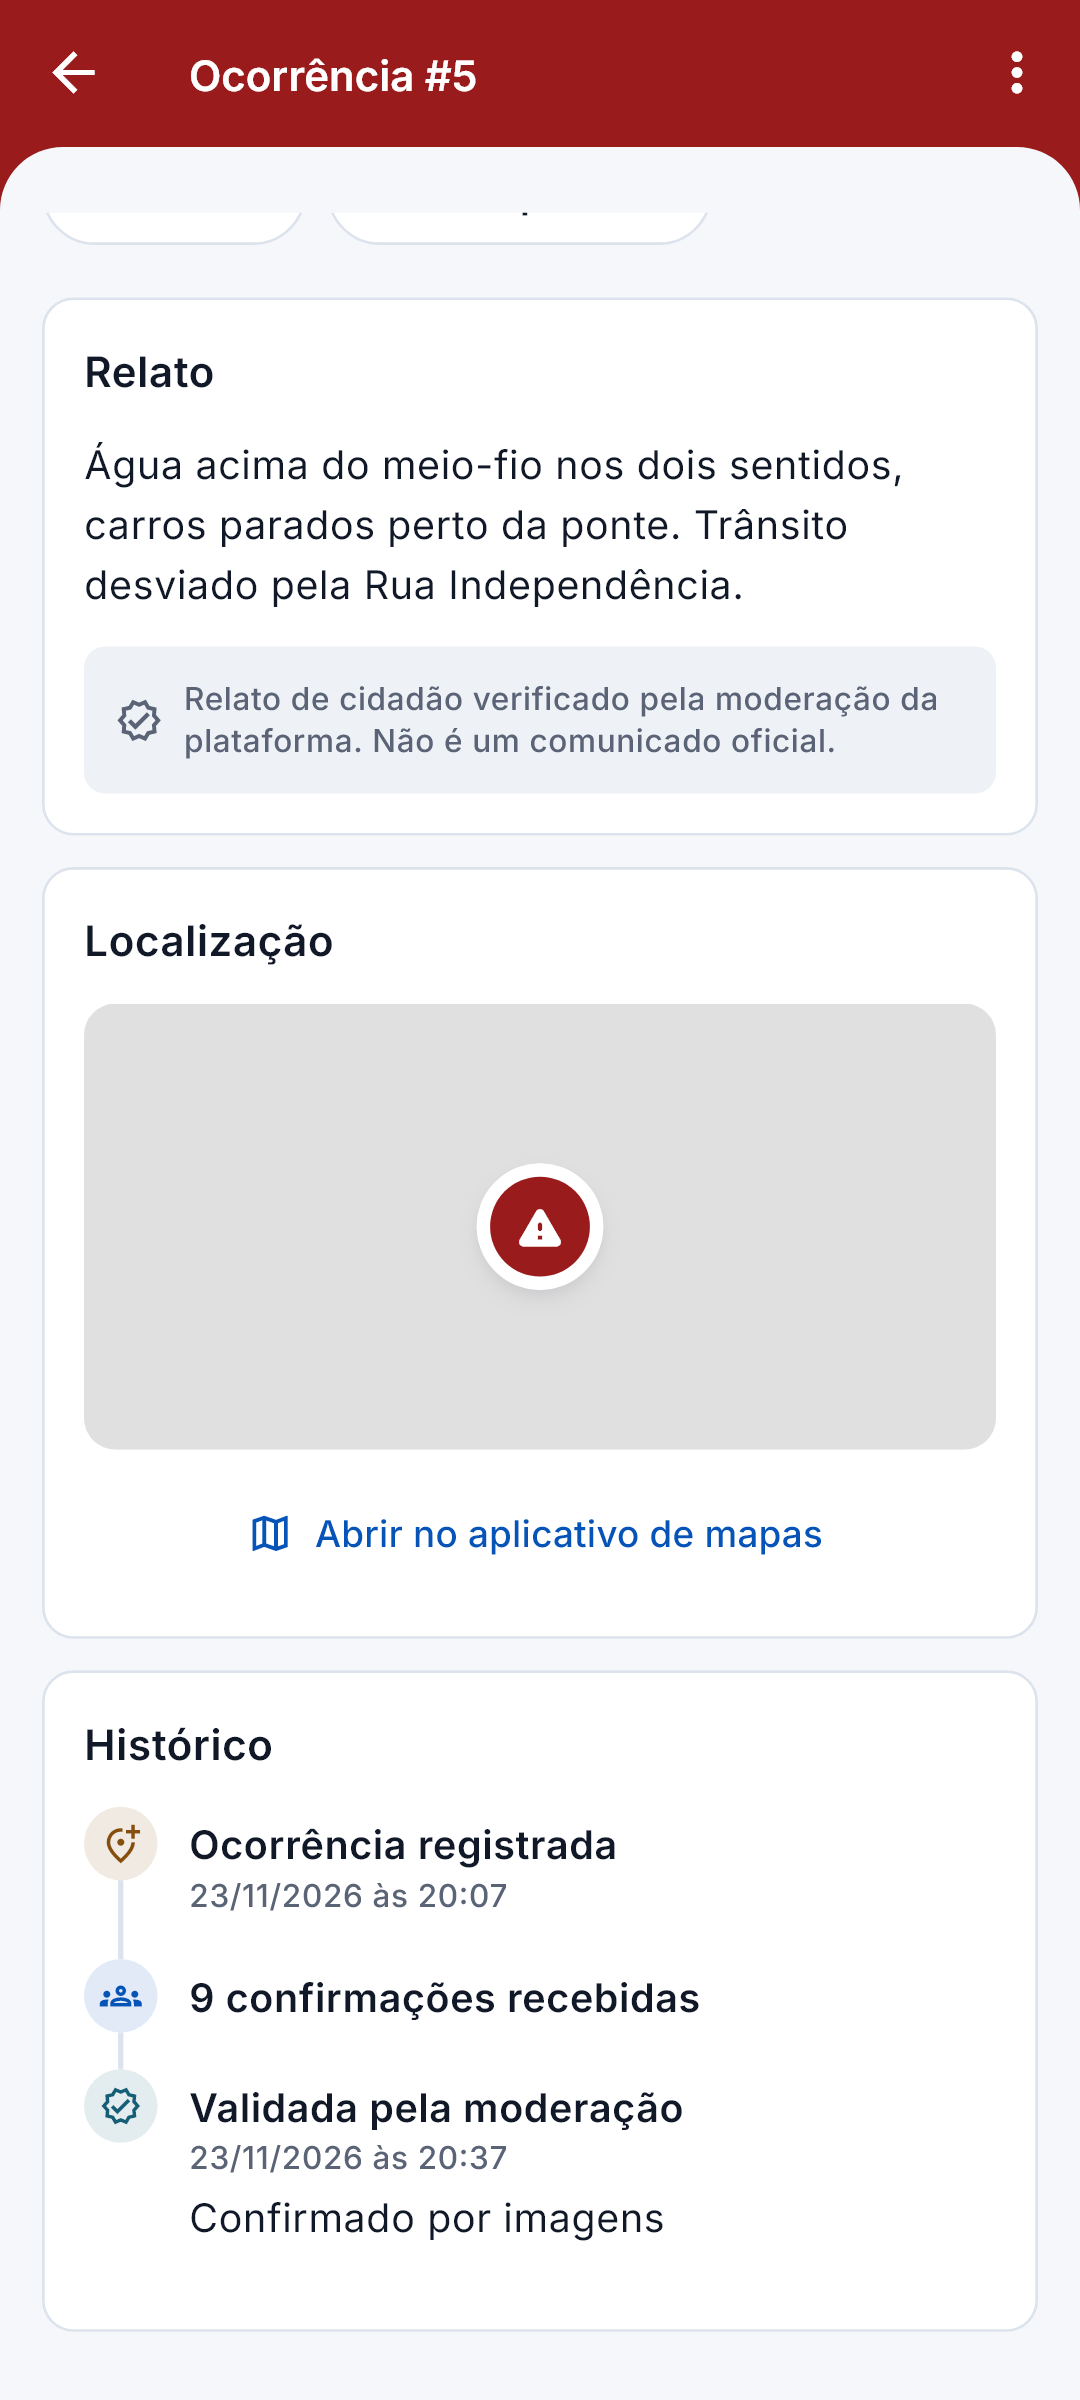 Ocorrência #5
Relato
Água acima do meio-fio nos dois sentidos,
carros parados perto da ponte. Trânsito
desviado pela Rua Independência.
Relato de cidadão verificado pela moderação da
plataforma. Não é um comunicado oficial.
Localização
Abrir no aplicativo de mapas
Histórico
Ocorrência registrada
23/11/2026 às 20:07
9 confirmações recebidas
Validada pela moderação
23/11/2026 às 20:37
Confirmado por imagens